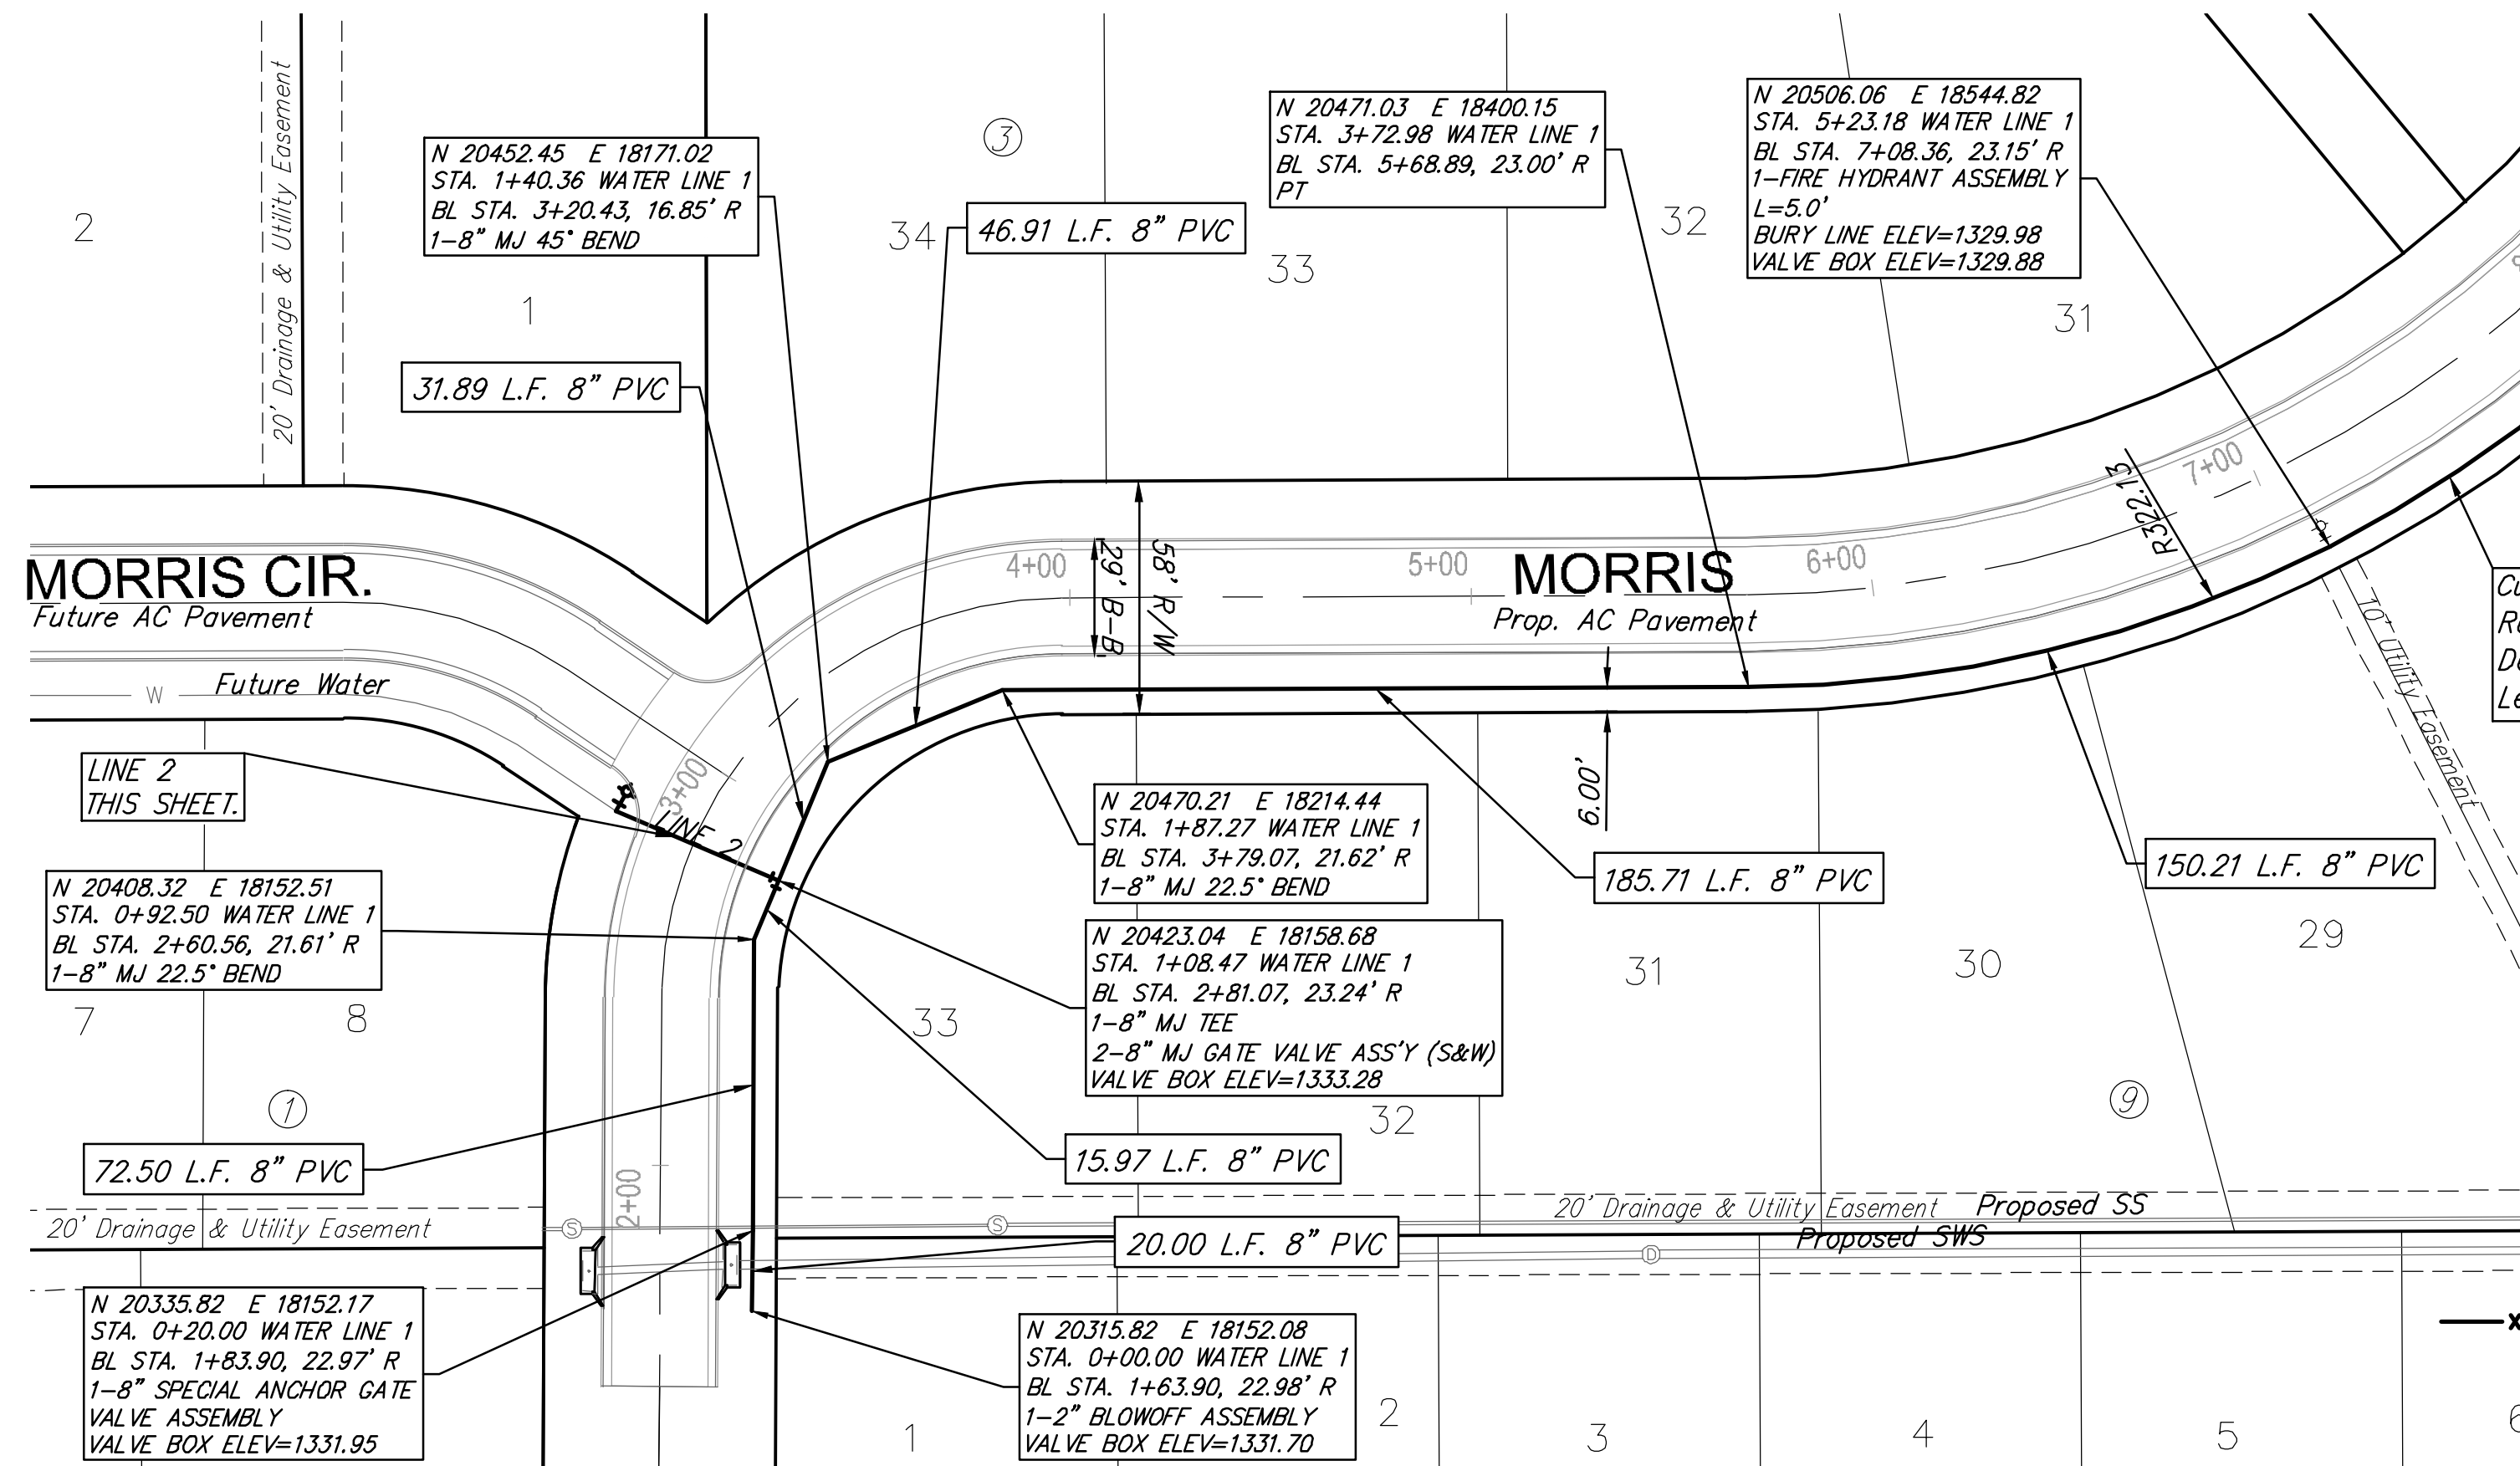 20' Drainage & Utility Easement
2
1
34
33
32
31
3
N 20452.45 E 18171.02
STA. 1+40.36 WATER LINE 1
BL STA. 3+20.43, 16.85' R
1-8" MJ 45° BEND
46.91 L.F. 8" PVC
N 20471.03 E 18400.15
STA. 3+72.98 WATER LINE 1
BL STA. 5+68.89, 23.00' R
PT
N 20506.06 E 18544.82
STA. 5+23.18 WATER LINE 1
BL STA. 7+08.36, 23.15' R
1-FIRE HYDRANT ASSEMBLY
L=5.0'
BURY LINE ELEV=1329.98
VALVE BOX ELEV=1329.88
31.89 L.F. 8" PVC
MORRIS CIR.
Future AC Pavement
Future Water
W
4+00
29' B-B
58' R/W
5+00
MORRIS
Prop. AC Pavement
6+00
R322.13
7+00
10' Utility Easement
LINE 2
THIS SHEET.
3+00
LINE 2
6.00'
N 20470.21 E 18214.44
STA. 1+87.27 WATER LINE 1
BL STA. 3+79.07, 21.62' R
1-8" MJ 22.5° BEND
185.71 L.F. 8" PVC
150.21 L.F. 8" PVC
N 20408.32 E 18152.51
STA. 0+92.50 WATER LINE 1
BL STA. 2+60.56, 21.61' R
1-8" MJ 22.5° BEND
N 20423.04 E 18158.68
STA. 1+08.47 WATER LINE 1
BL STA. 2+81.07, 23.24' R
1-8" MJ TEE
2-8" MJ GATE VALVE ASS'Y (S&W)
VALVE BOX ELEV=1333.28
7
8
33
31
30
29
1
32
9
72.50 L.F. 8" PVC
15.97 L.F. 8" PVC
2+00
20' Drainage & Utility Easement
S
S
20' Drainage & Utility Easement
Proposed SS
Proposed SWS
D
20.00 L.F. 8" PVC
N 20335.82 E 18152.17
STA. 0+20.00 WATER LINE 1
BL STA. 1+83.90, 22.97' R
1-8" SPECIAL ANCHOR GATE
VALVE ASSEMBLY
VALVE BOX ELEV=1331.95
N 20315.82 E 18152.08
STA. 0+00.00 WATER LINE 1
BL STA. 1+63.90, 22.98' R
1-2" BLOWOFF ASSEMBLY
VALVE BOX ELEV=1331.70
1
2
3
4
5